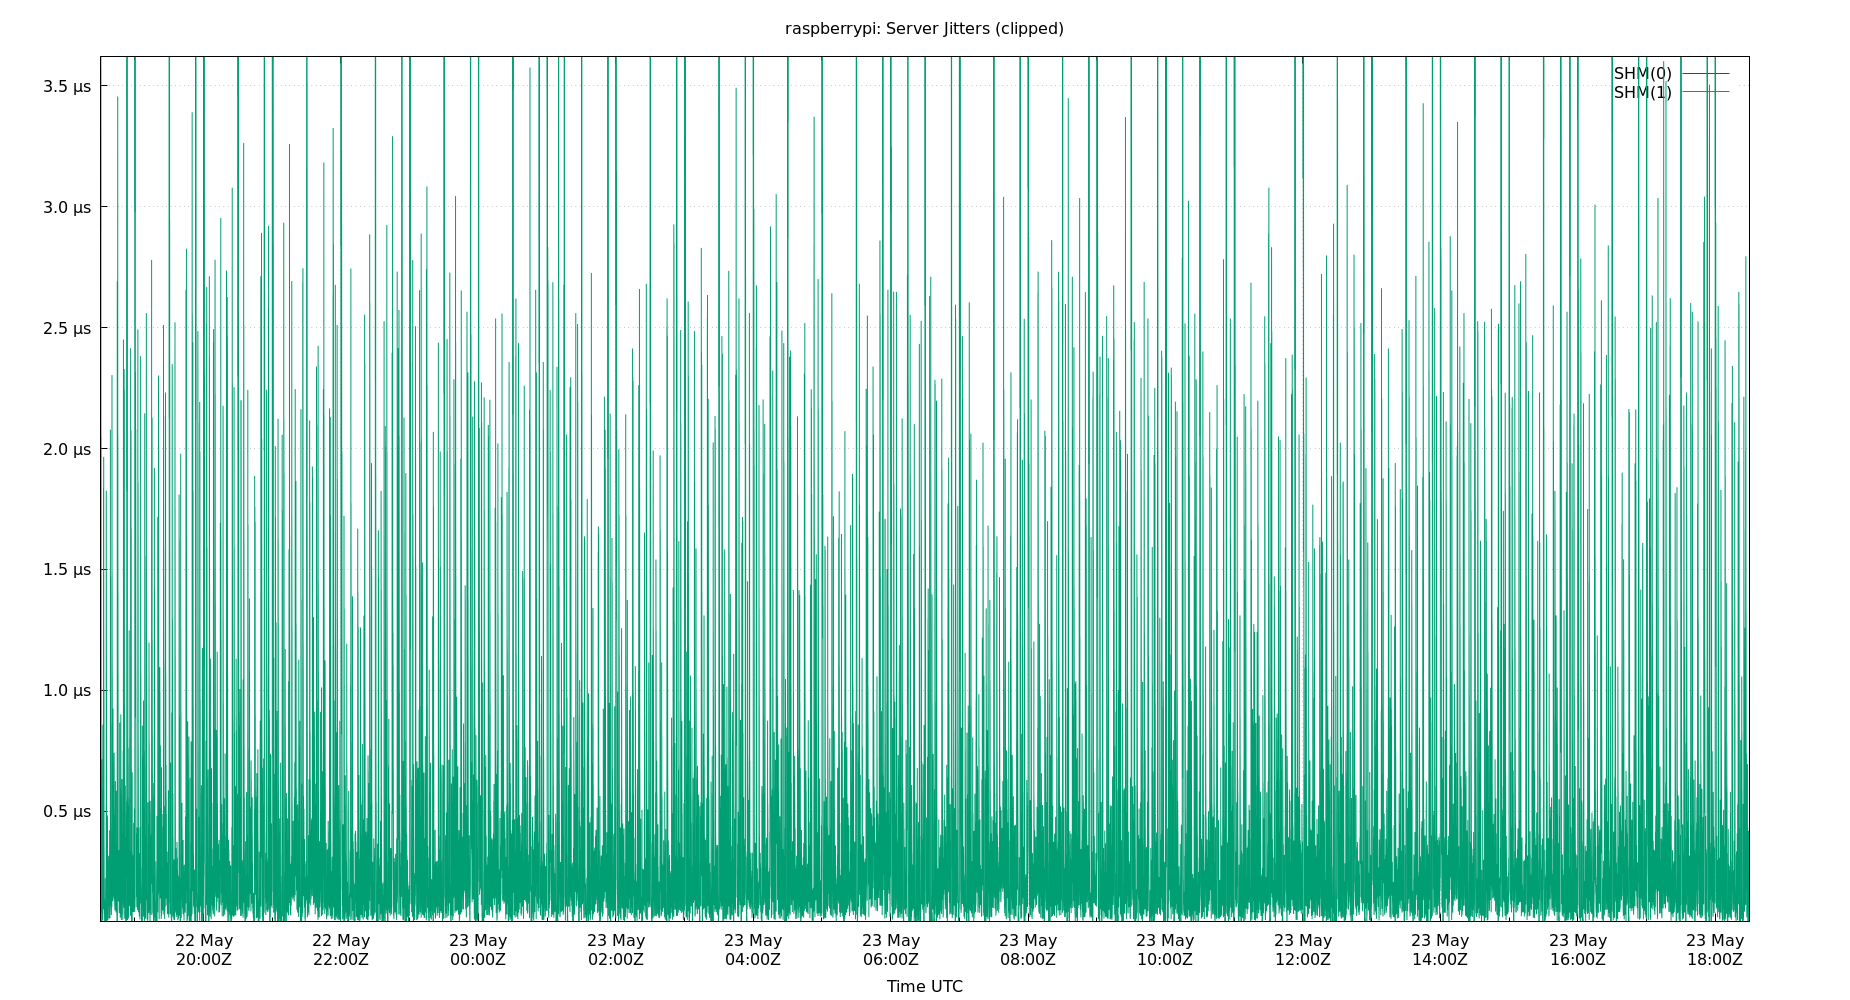 raspberrypi: Server Jitters (clipped)
SHM(0)
SHM(1)
3.5 µs
3.0 µs
2.5 µs
2.0 µs
1.5 µs
1.0 µs
0.5 µs
22 May 22 May 23 May 23 May 23 May 23 May 23 May 23 May 23 May 23 May 23 May 23 May
20:00Z 22:00Z 00:00Z 02:00Z 04:00Z 06:00Z 08:00Z 10:00Z 12:00Z 14:00Z 16:00Z 18:00Z
Time UTC